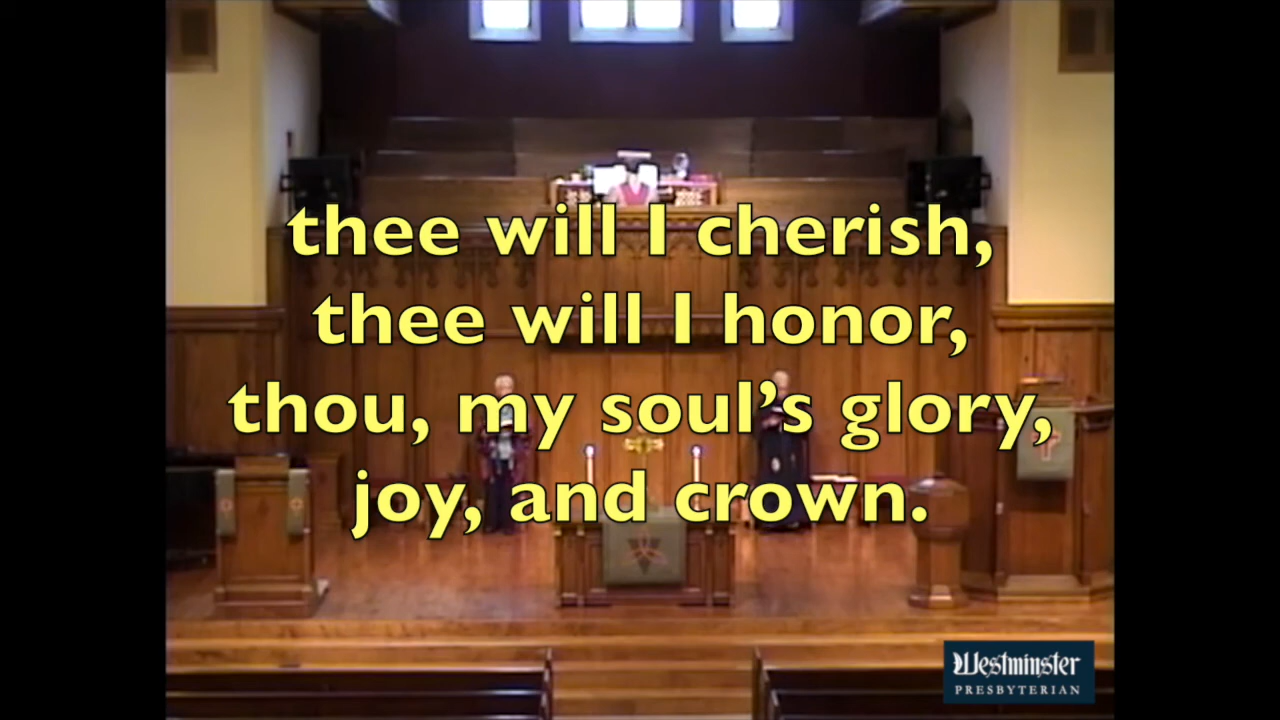 thee will I cherish,
thee will I honor,
thou, my soul’s glory,
joy, and crown.
Westminster
PRESBYTERIAN